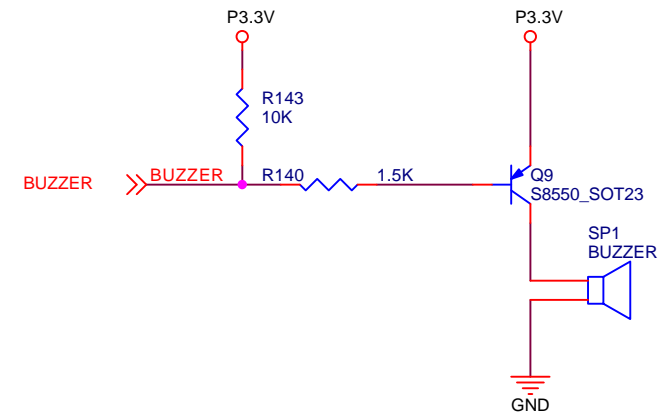 P3.3V
P3.3V
R143
10K
BUZZER
BUZZER
R140
1.5K
Q9
S8550_SOT23
SP1
BUZZER
GND